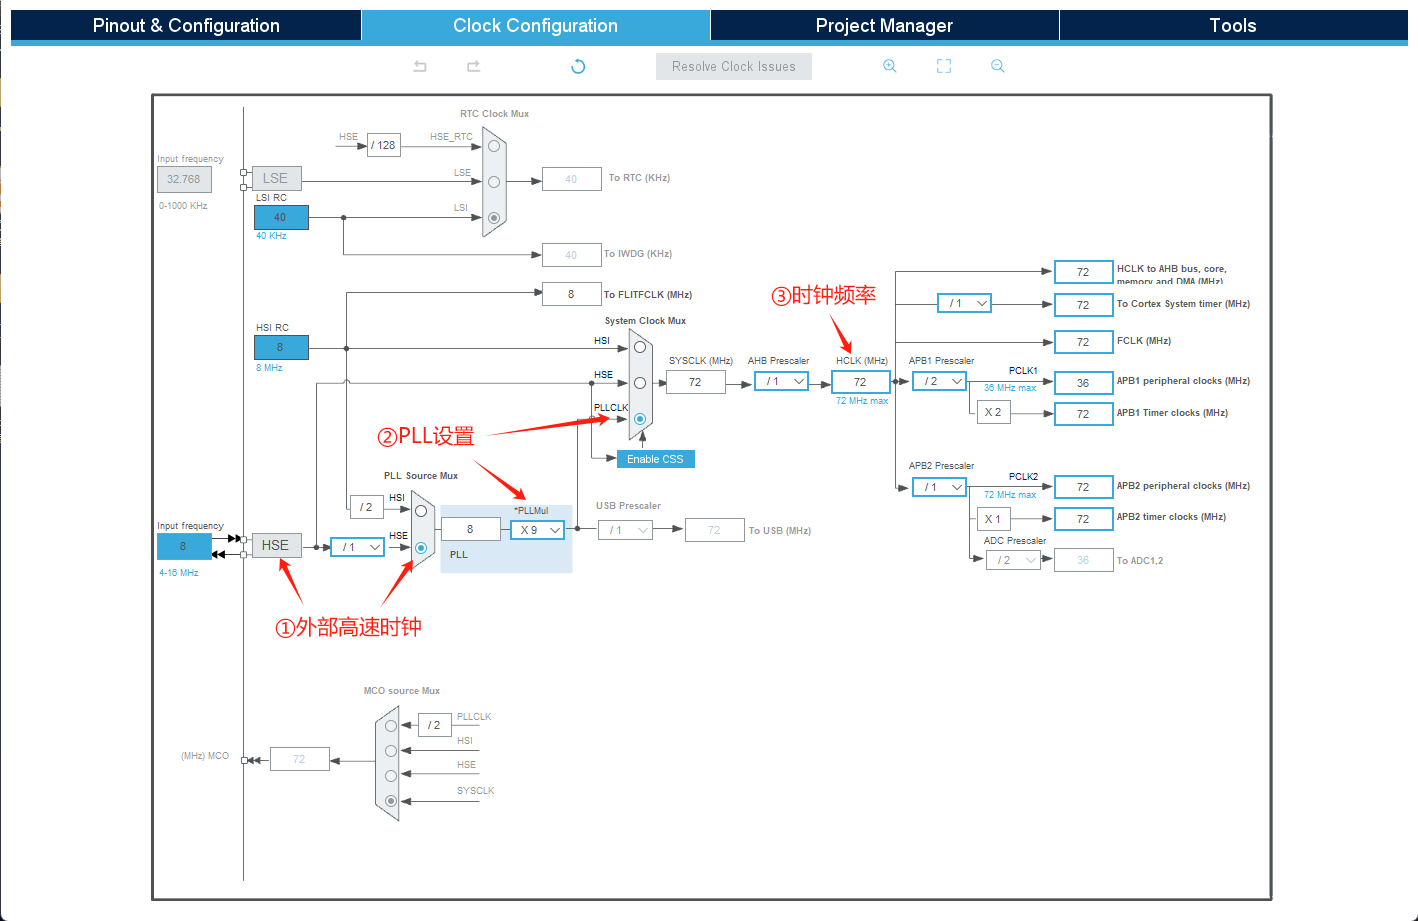 Pinout & Configuration
Clock Configuration
Project Manager
Tools
Resolve Clock Issues
RTC Clock Mux
HSE
/ 128
HSE_RTC
Input frequency
32.768
0-1000 KHz
LSE
LSE
40
To RTC (KHz)
LSI RC
40
40 KHz
LSI
40
To IWDG (KHz)
8
To FLITFCLK (MHz)
HSI RC
8
8 MHz
System Clock Mux
HSI
HSE
PLLCLK
Enable CSS
SYSCLK (MHz)
72
AHB Prescaler
/ 1
③时钟频率
HCLK (MHz)
72
72 MHz max
72
HCLK to AHB bus, core,
memory and DMA (MHz)
/ 1
72
To Cortex System timer (MHz)
72
FCLK (MHz)
APB1 Prescaler
/ 2
PCLK1
36 MHz max
36
APB1 peripheral clocks (MHz)
X 2
72
APB1 Timer clocks (MHz)
②PLL设置
APB2 Prescaler
/ 1
PCLK2
72 MHz max
72
APB2 peripheral clocks (MHz)
X 1
72
APB2 timer clocks (MHz)
ADC Prescaler
/ 2
36
To ADC1,2
PLL Source Mux
/ 2
HSI
Input frequency
8
4-16 MHz
HSE
/ 1
HSE
8
*PLLMul
X 9
PLL
USB Prescaler
/ 1
72
To USB (MHz)
①外部高速时钟
MCO source Mux
/ 2
PLLCLK
HSI
HSE
SYSCLK
(MHz) MCO
72